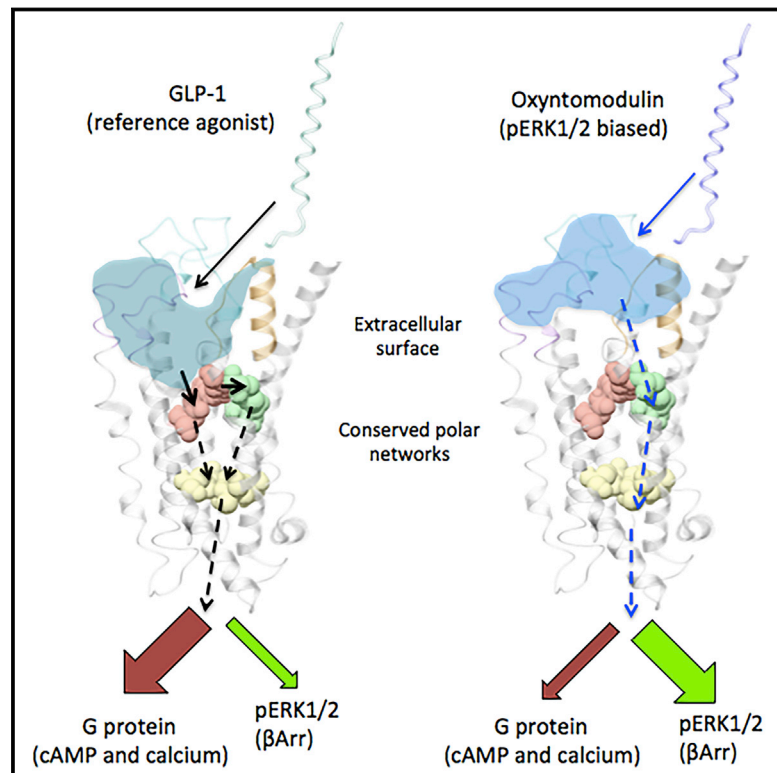 GLP-1
(reference agonist)
Oxyntomodulin
(pERK1/2 biased)
Extracellular
surface
Conserved polar
networks
G protein
(cAMP and calcium)
pERK1/2
(βArr)
G protein
(cAMP and calcium)
pERK1/2
(βArr)